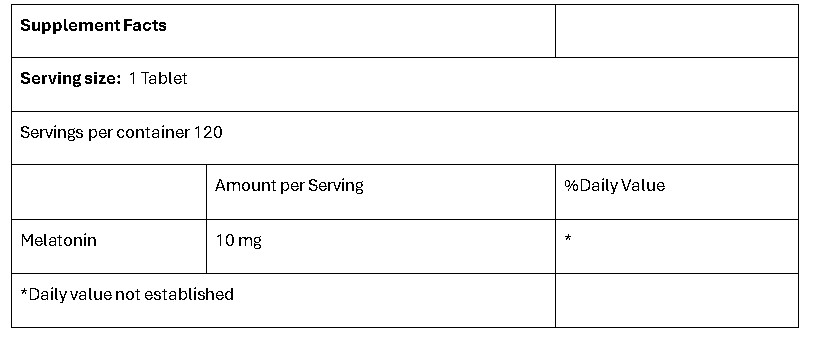 Supplement Facts
Serving size: 1 Tablet
Servings per container 120
Amount per Serving %Daily Value
Melatonin 10 mg *
*Daily value not established